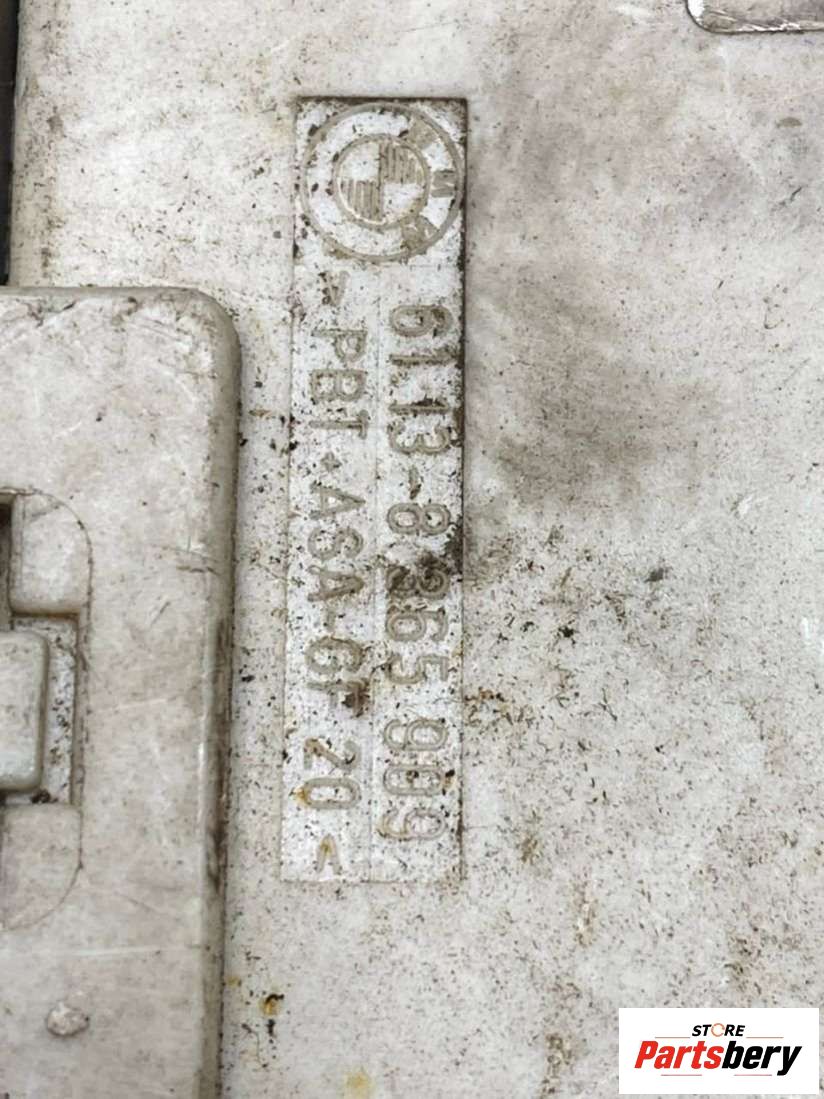 BMW
61.13-8 365 909
>PBT+ASA-GF 20<
STORE
Partsbery